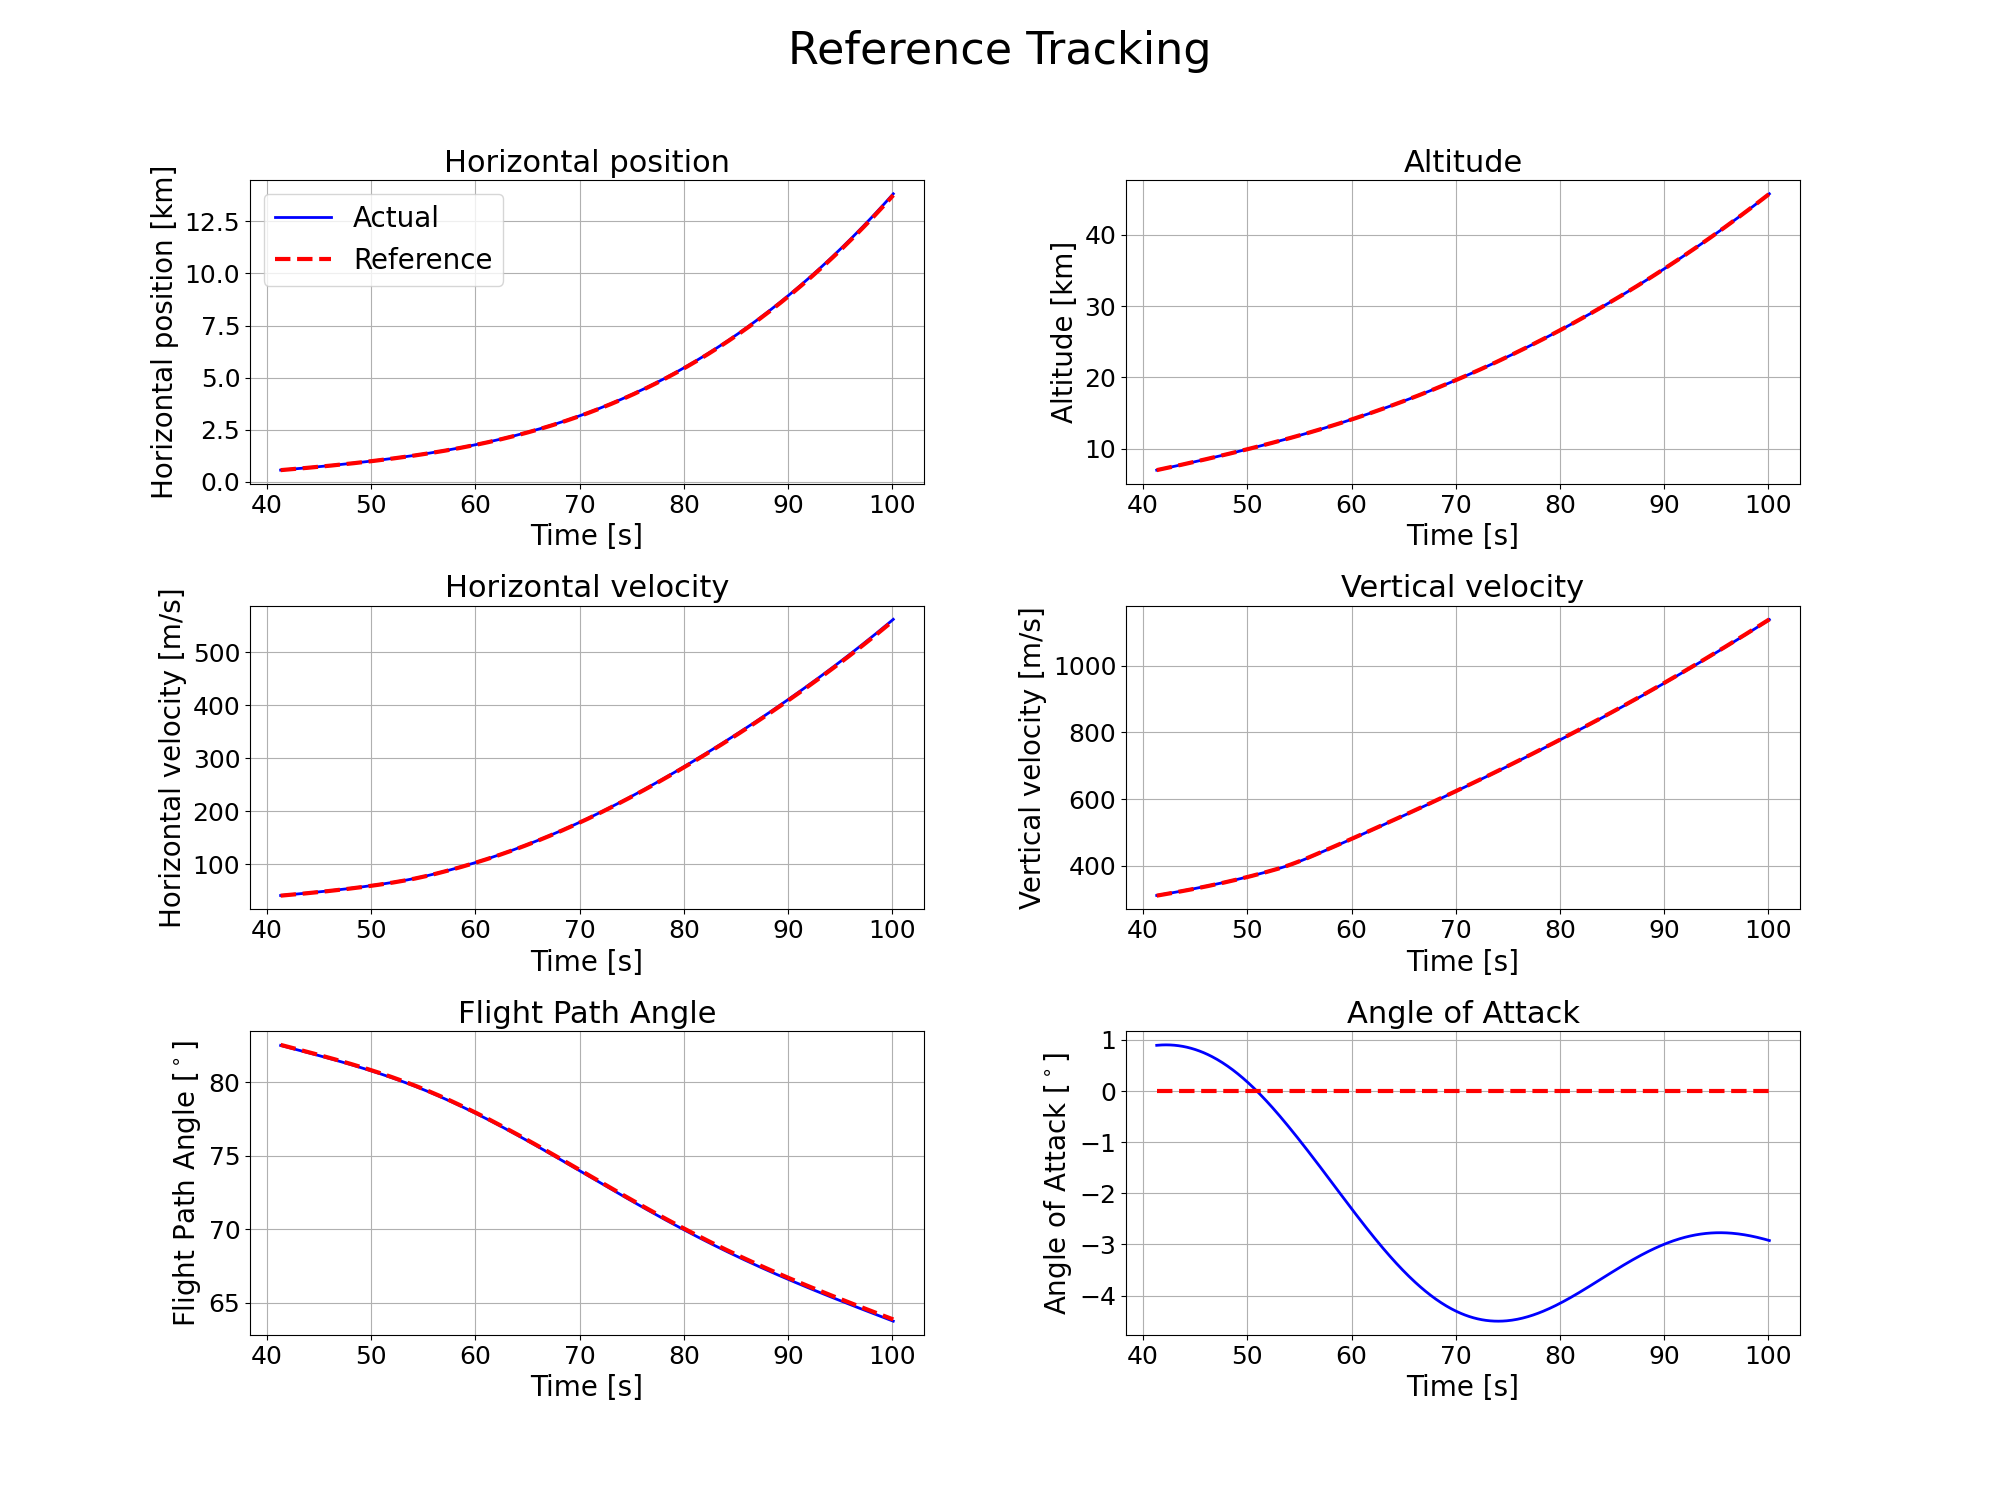 Reference Tracking
Horizontal position
Horizontal position [km]
12.5
10.0
7.5
5.0
2.5
0.0
Actual
Reference
40 50 60 70 80 90 100
Time [s]
Altitude
Altitude [km]
40
30
20
10
40 50 60 70 80 90 100
Time [s]
Horizontal velocity
Horizontal velocity [m/s]
500
400
300
200
100
40 50 60 70 80 90 100
Time [s]
Vertical velocity
Vertical velocity [m/s]
1000
800
600
400
40 50 60 70 80 90 100
Time [s]
Flight Path Angle
Flight Path Angle [°]
80
75
70
65
40 50 60 70 80 90 100
Time [s]
Angle of Attack
Angle of Attack [°]
1
0
−1
−2
−3
−4
40 50 60 70 80 90 100
Time [s]